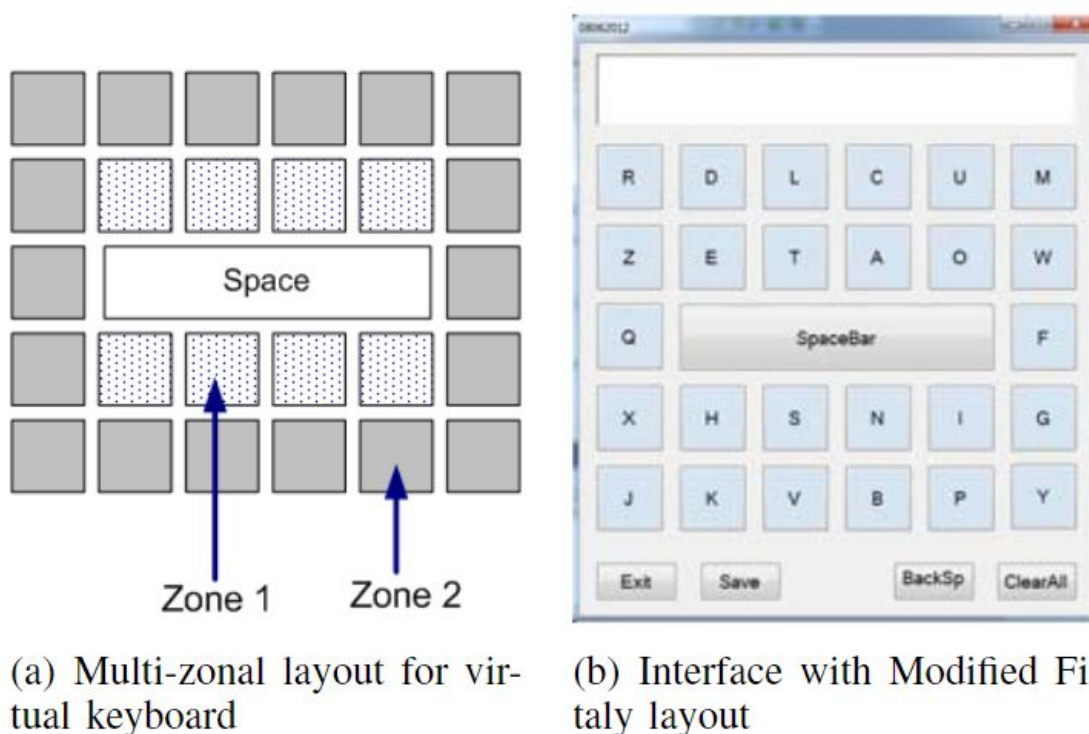 08062012
Space
Zone 1 Zone 2
R D L C U M
Z E T A O W
Q SpaceBar F
X H S N I G
J K V B P Y
Exit Save BackSp ClearAll
(a) Multi-zonal layout for vir-
tual keyboard
(b) Interface with Modified Fi-
taly layout